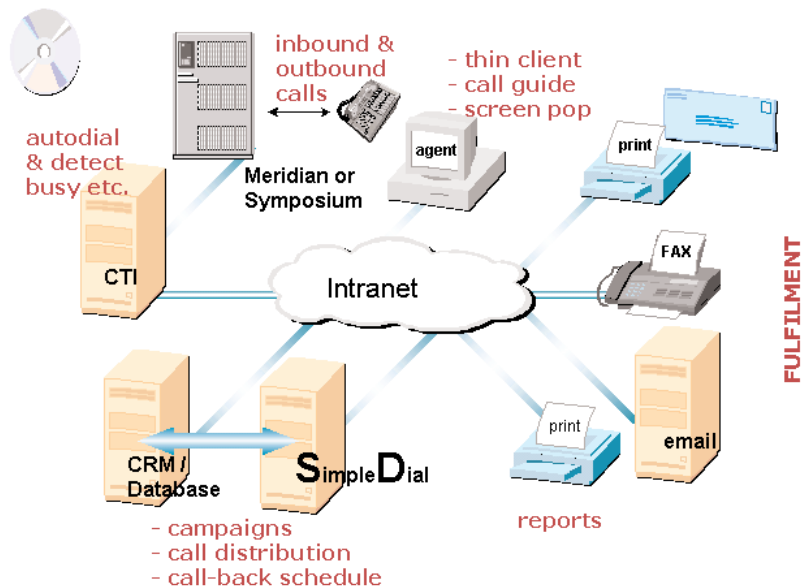 inbound &
outbound
calls
- thin client
- call guide
- screen pop
autodial
& detect
busy etc.
Meridian or
Symposium
agent
print
CTI
Intranet
FAX
FULFILMENT
CRM /
Database
SimpleDial
print
email
reports
- campaigns
- call distribution
- call-back schedule